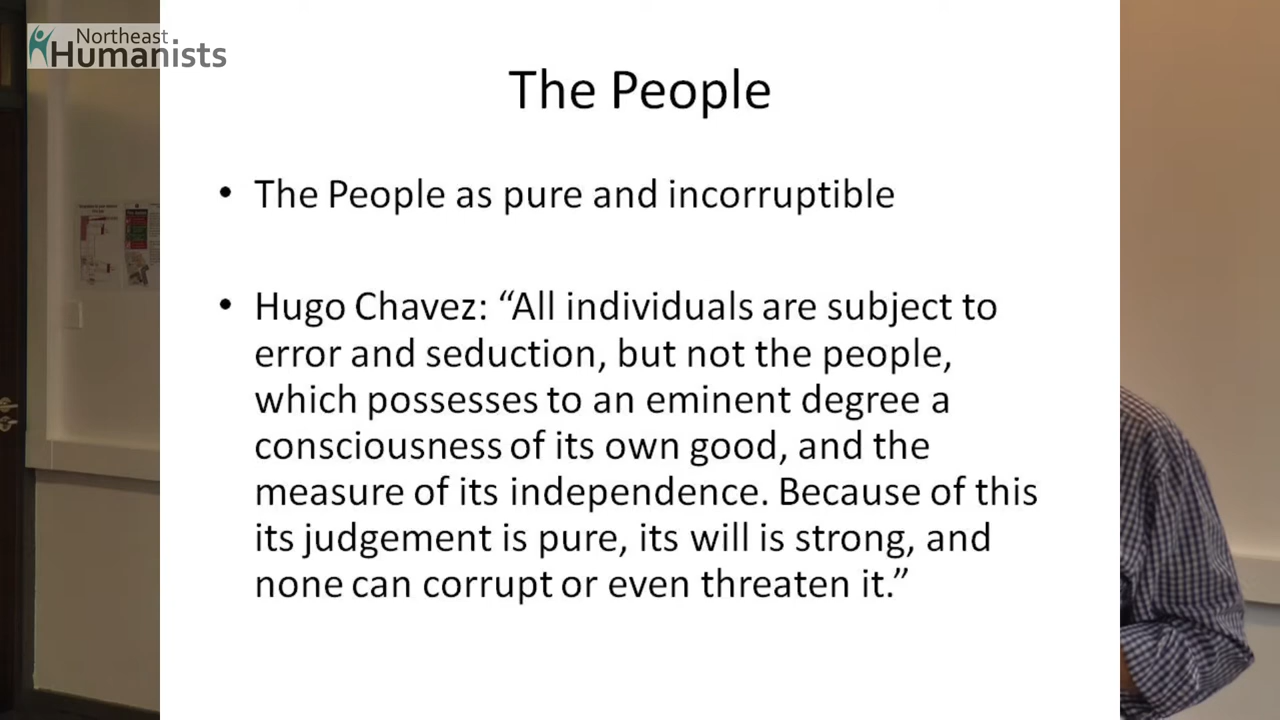 Northeast
Humanists
The People
• The People as pure and incorruptible
• Hugo Chavez: “All individuals are subject to
error and seduction, but not the people,
which possesses to an eminent degree a
consciousness of its own good, and the
measure of its independence. Because of this
its judgement is pure, its will is strong, and
none can corrupt or even threaten it.”